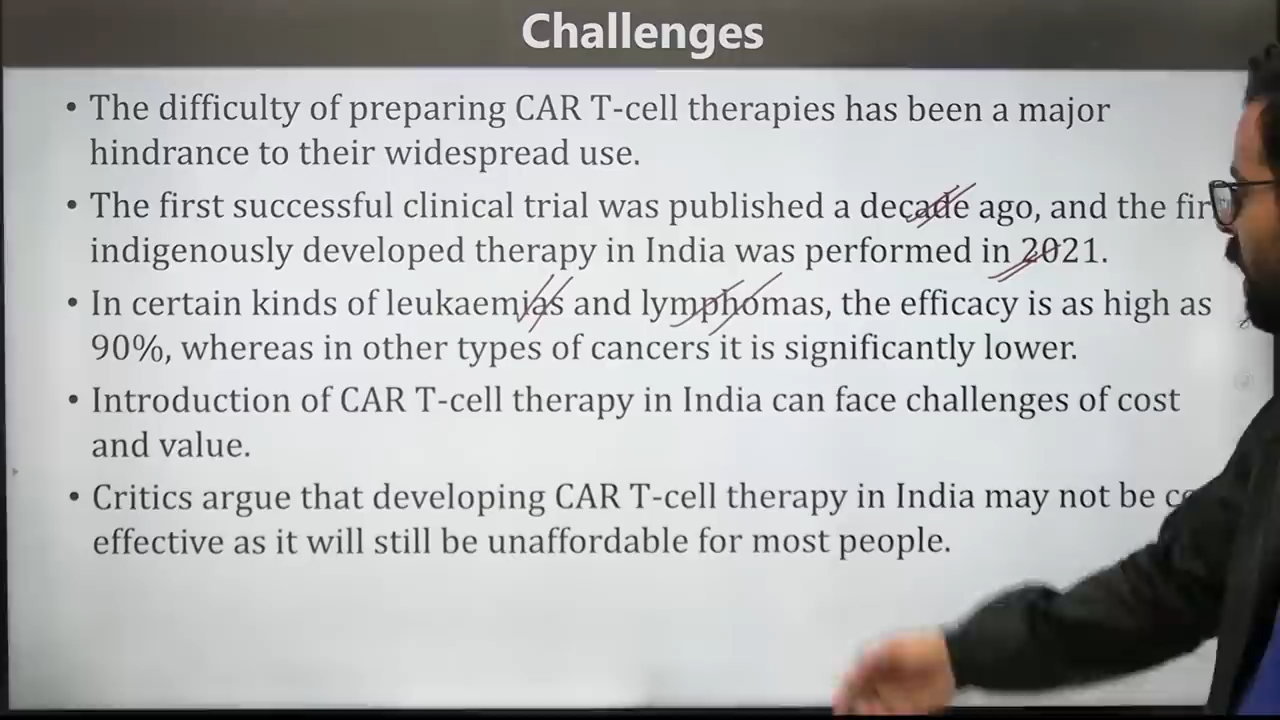 Challenges
• The difficulty of preparing CAR T-cell therapies has been a major
hindrance to their widespread use.
• The first successful clinical trial was published a decade ago, and the
indigenously developed therapy in India was performed in 2021.
• In certain kinds of leukaemias and lymphomas, the efficacy is as high as
90%, whereas in other types of cancers it is significantly lower.
• Introduction of CAR T-cell therapy in India can face challenges of cost
and value.
• Critics argue that developing CAR T-cell therapy in India may not be
effective as it will still be unaffordable for most people.